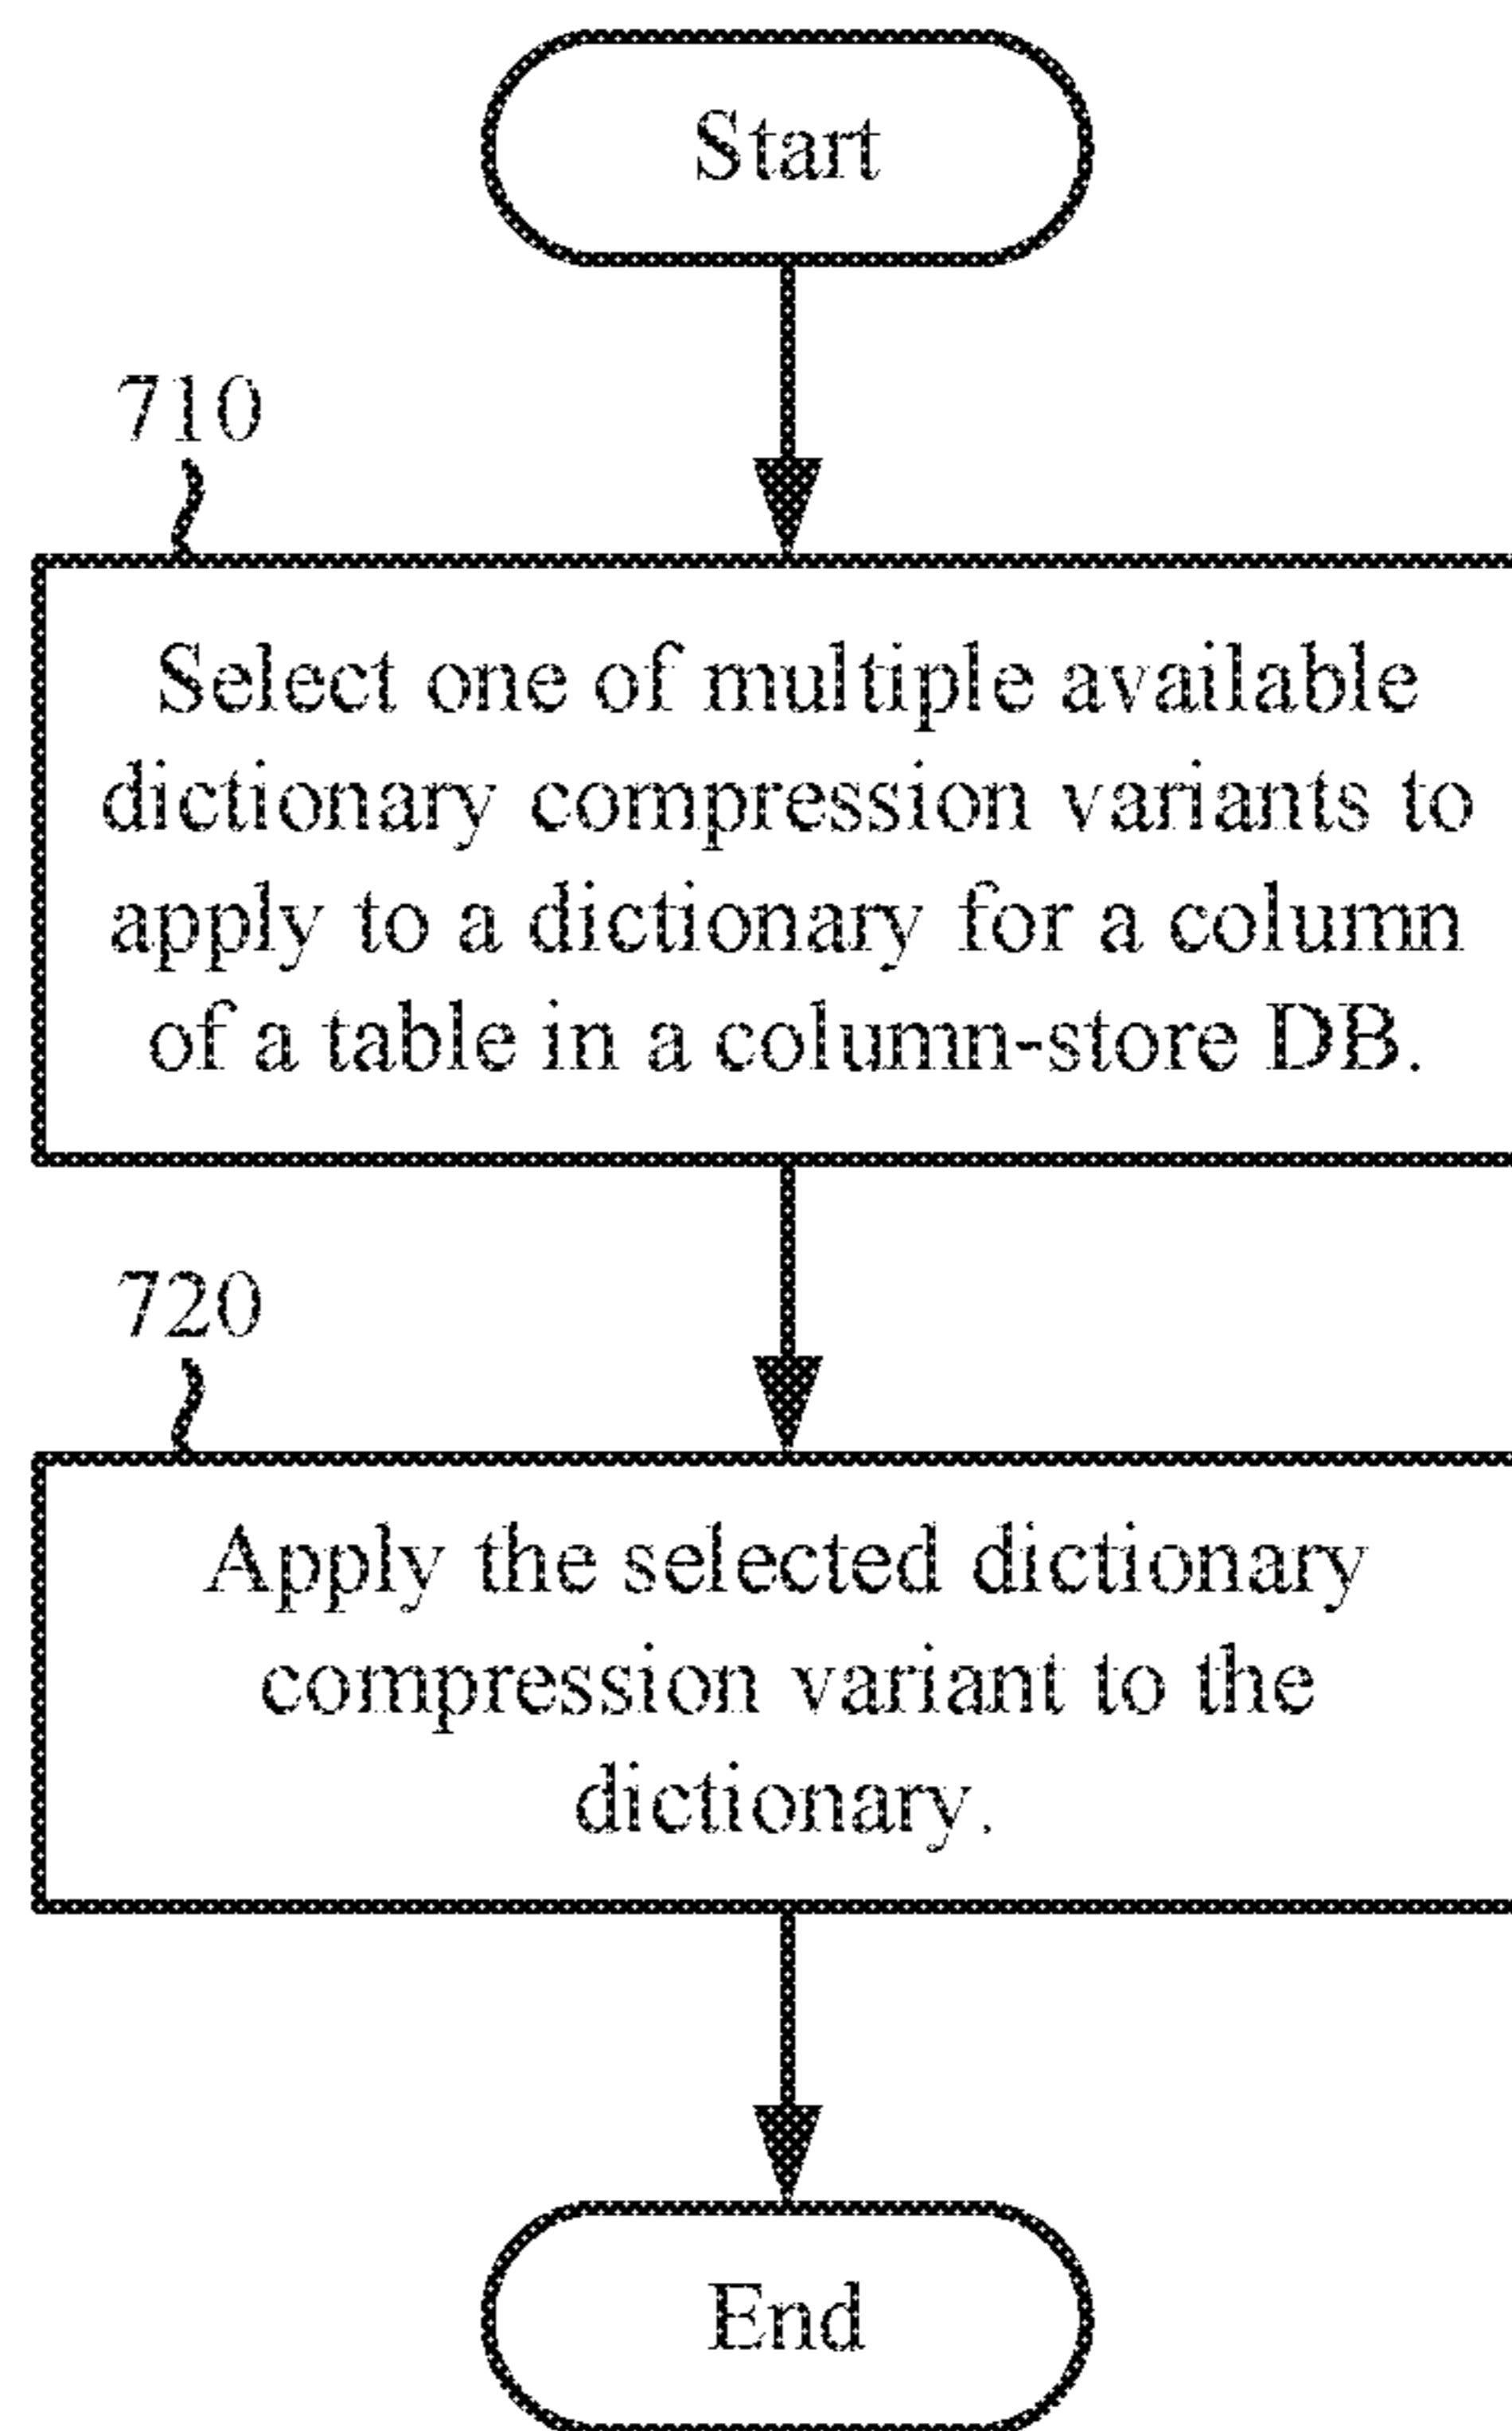 Start
710
Select one of multiple available
dictionary compression variants to
apply to a dictionary for a column
of a table in a column-store DB.
720
Apply the selected dictionary
compression variant to the
dictionary.
End